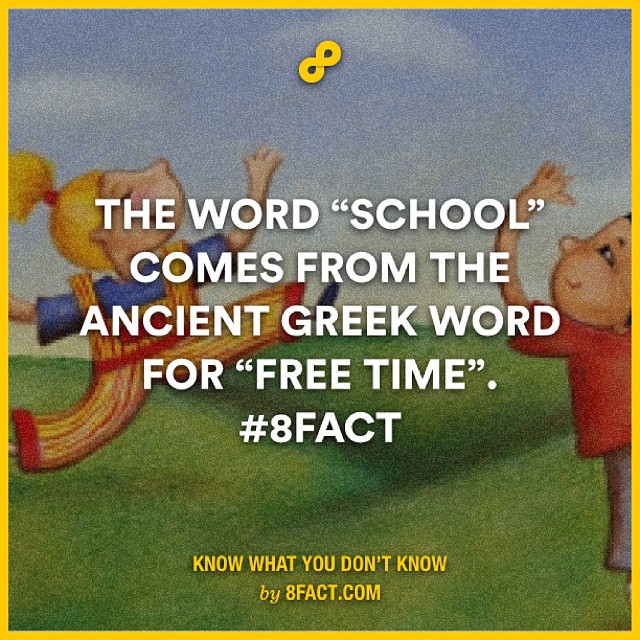 THE WORD “SCHOOL”
COMES FROM THE
ANCIENT GREEK WORD
FOR “FREE TIME”.
#8FACT
KNOW WHAT YOU DON’T KNOW
by 8FACT.COM